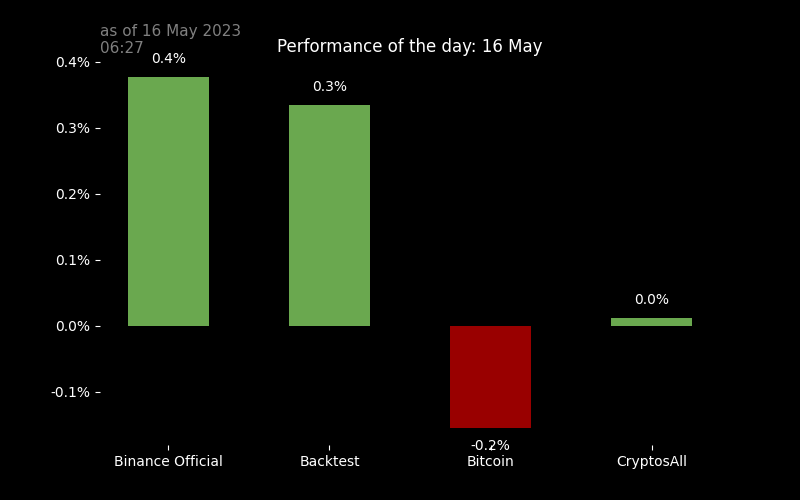 as of 16 May 2023
06:27
Performance of the day: 16 May
0.4%
0.3%
0.2%
0.1%
0.0%
-0.1%
0.4%
0.3%
-0.2%
0.0%
Binance Official
Backtest
Bitcoin
CryptosAll